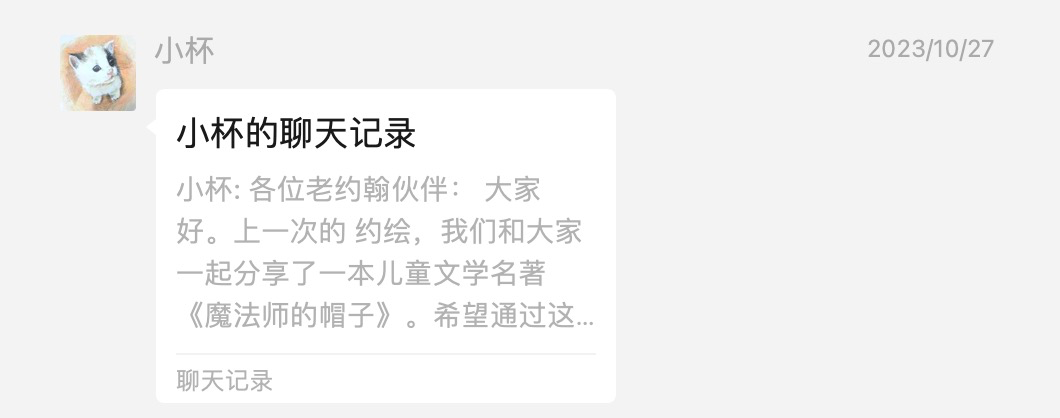 小杯
2023/10/27
小杯的聊天记录
小杯: 各位老约翰伙伴： 大家
好。上一次的 约绘，我们和大家
一起分享了一本儿童文学名著
《魔法师的帽子》。希望通过这...
聊天记录